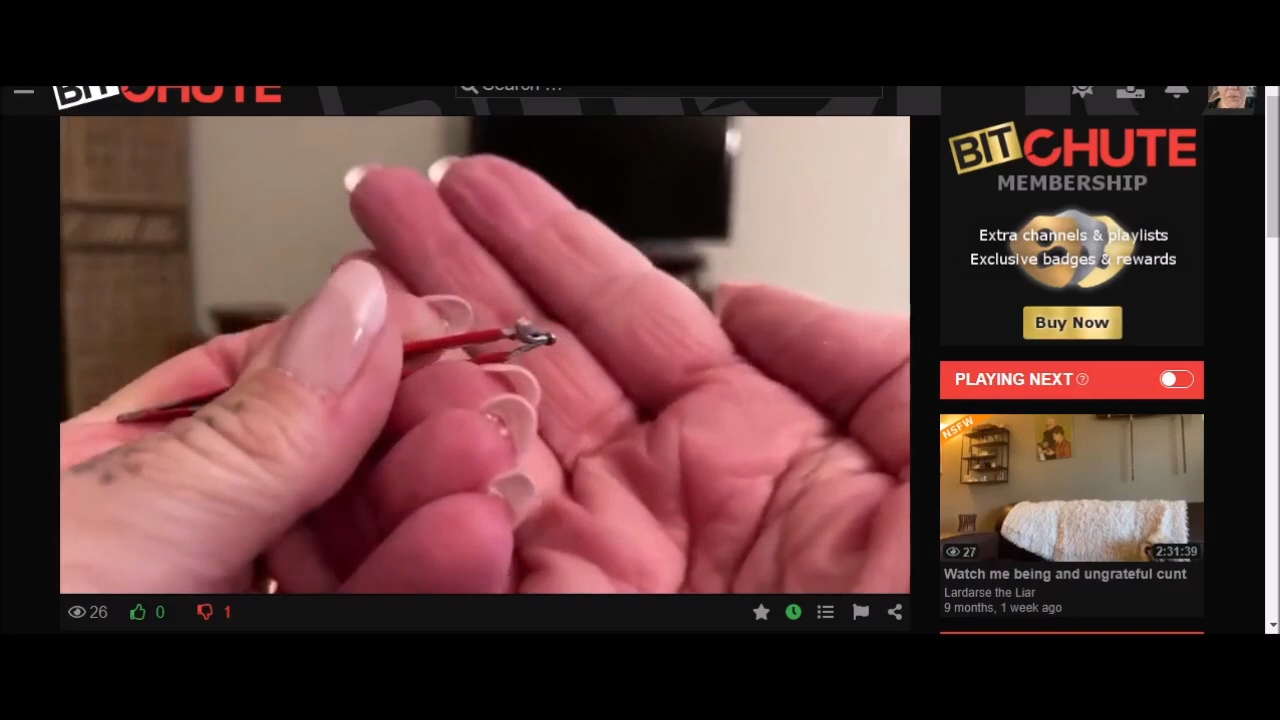 BITCHUTE
Search ...
BITCHUTE
MEMBERSHIP
Extra channels & playlists
Exclusive badges & rewards
Buy Now
PLAYING NEXT
NSFW
27
2:31:39
Watch me being and ungrateful cunt
Lardarse the Liar
9 months, 1 week ago
26
0
1